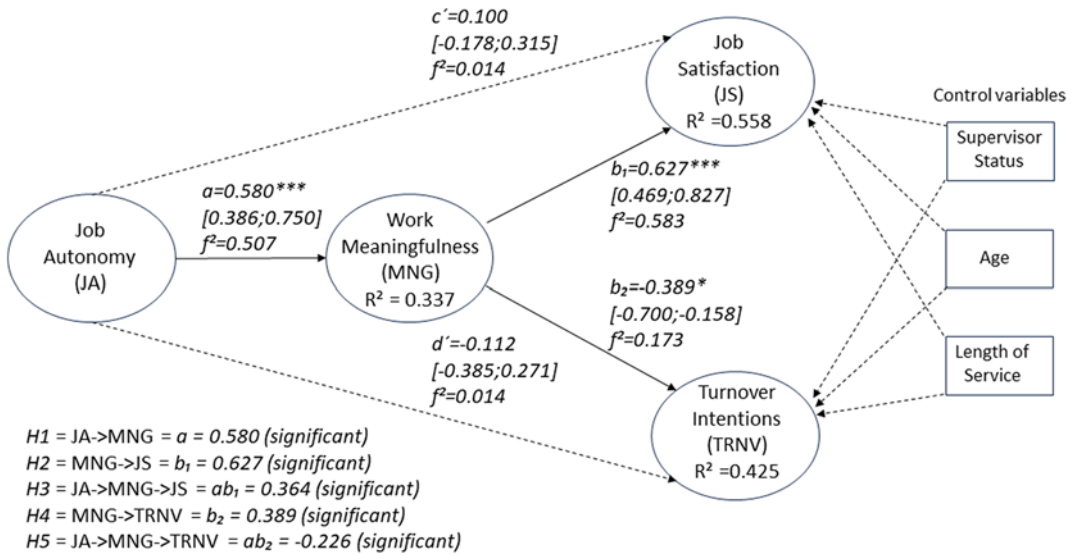 c´=0.100
[-0.178;0.315]
f²=0.014
Job
Satisfaction
(JS)
R² =0.558
Control variables
Supervisor
Status
a=0.580***
[0.386;0.750]
f²=0.507
b₁=0.627***
[0.469;0.827]
f²=0.583
Job
Autonomy
(JA)
Work
Meaningfulness
(MNG)
R² = 0.337
Age
b₂=-0.389*
[-0.700;-0.158]
f²=0.173
d´=-0.112
[-0.385;0.271]
f²=0.014
Length of
Service
Turnover
Intentions
(TRNV)
R² =0.425
H1 = JA->MNG = a = 0.580 (significant)
H2 = MNG->JS = b₁ = 0.627 (significant)
H3 = JA->MNG->JS = ab₁ = 0.364 (significant)
H4 = MNG->TRNV = b₂ = 0.389 (significant)
H5 = JA->MNG->TRNV = ab₂ = -0.226 (significant)